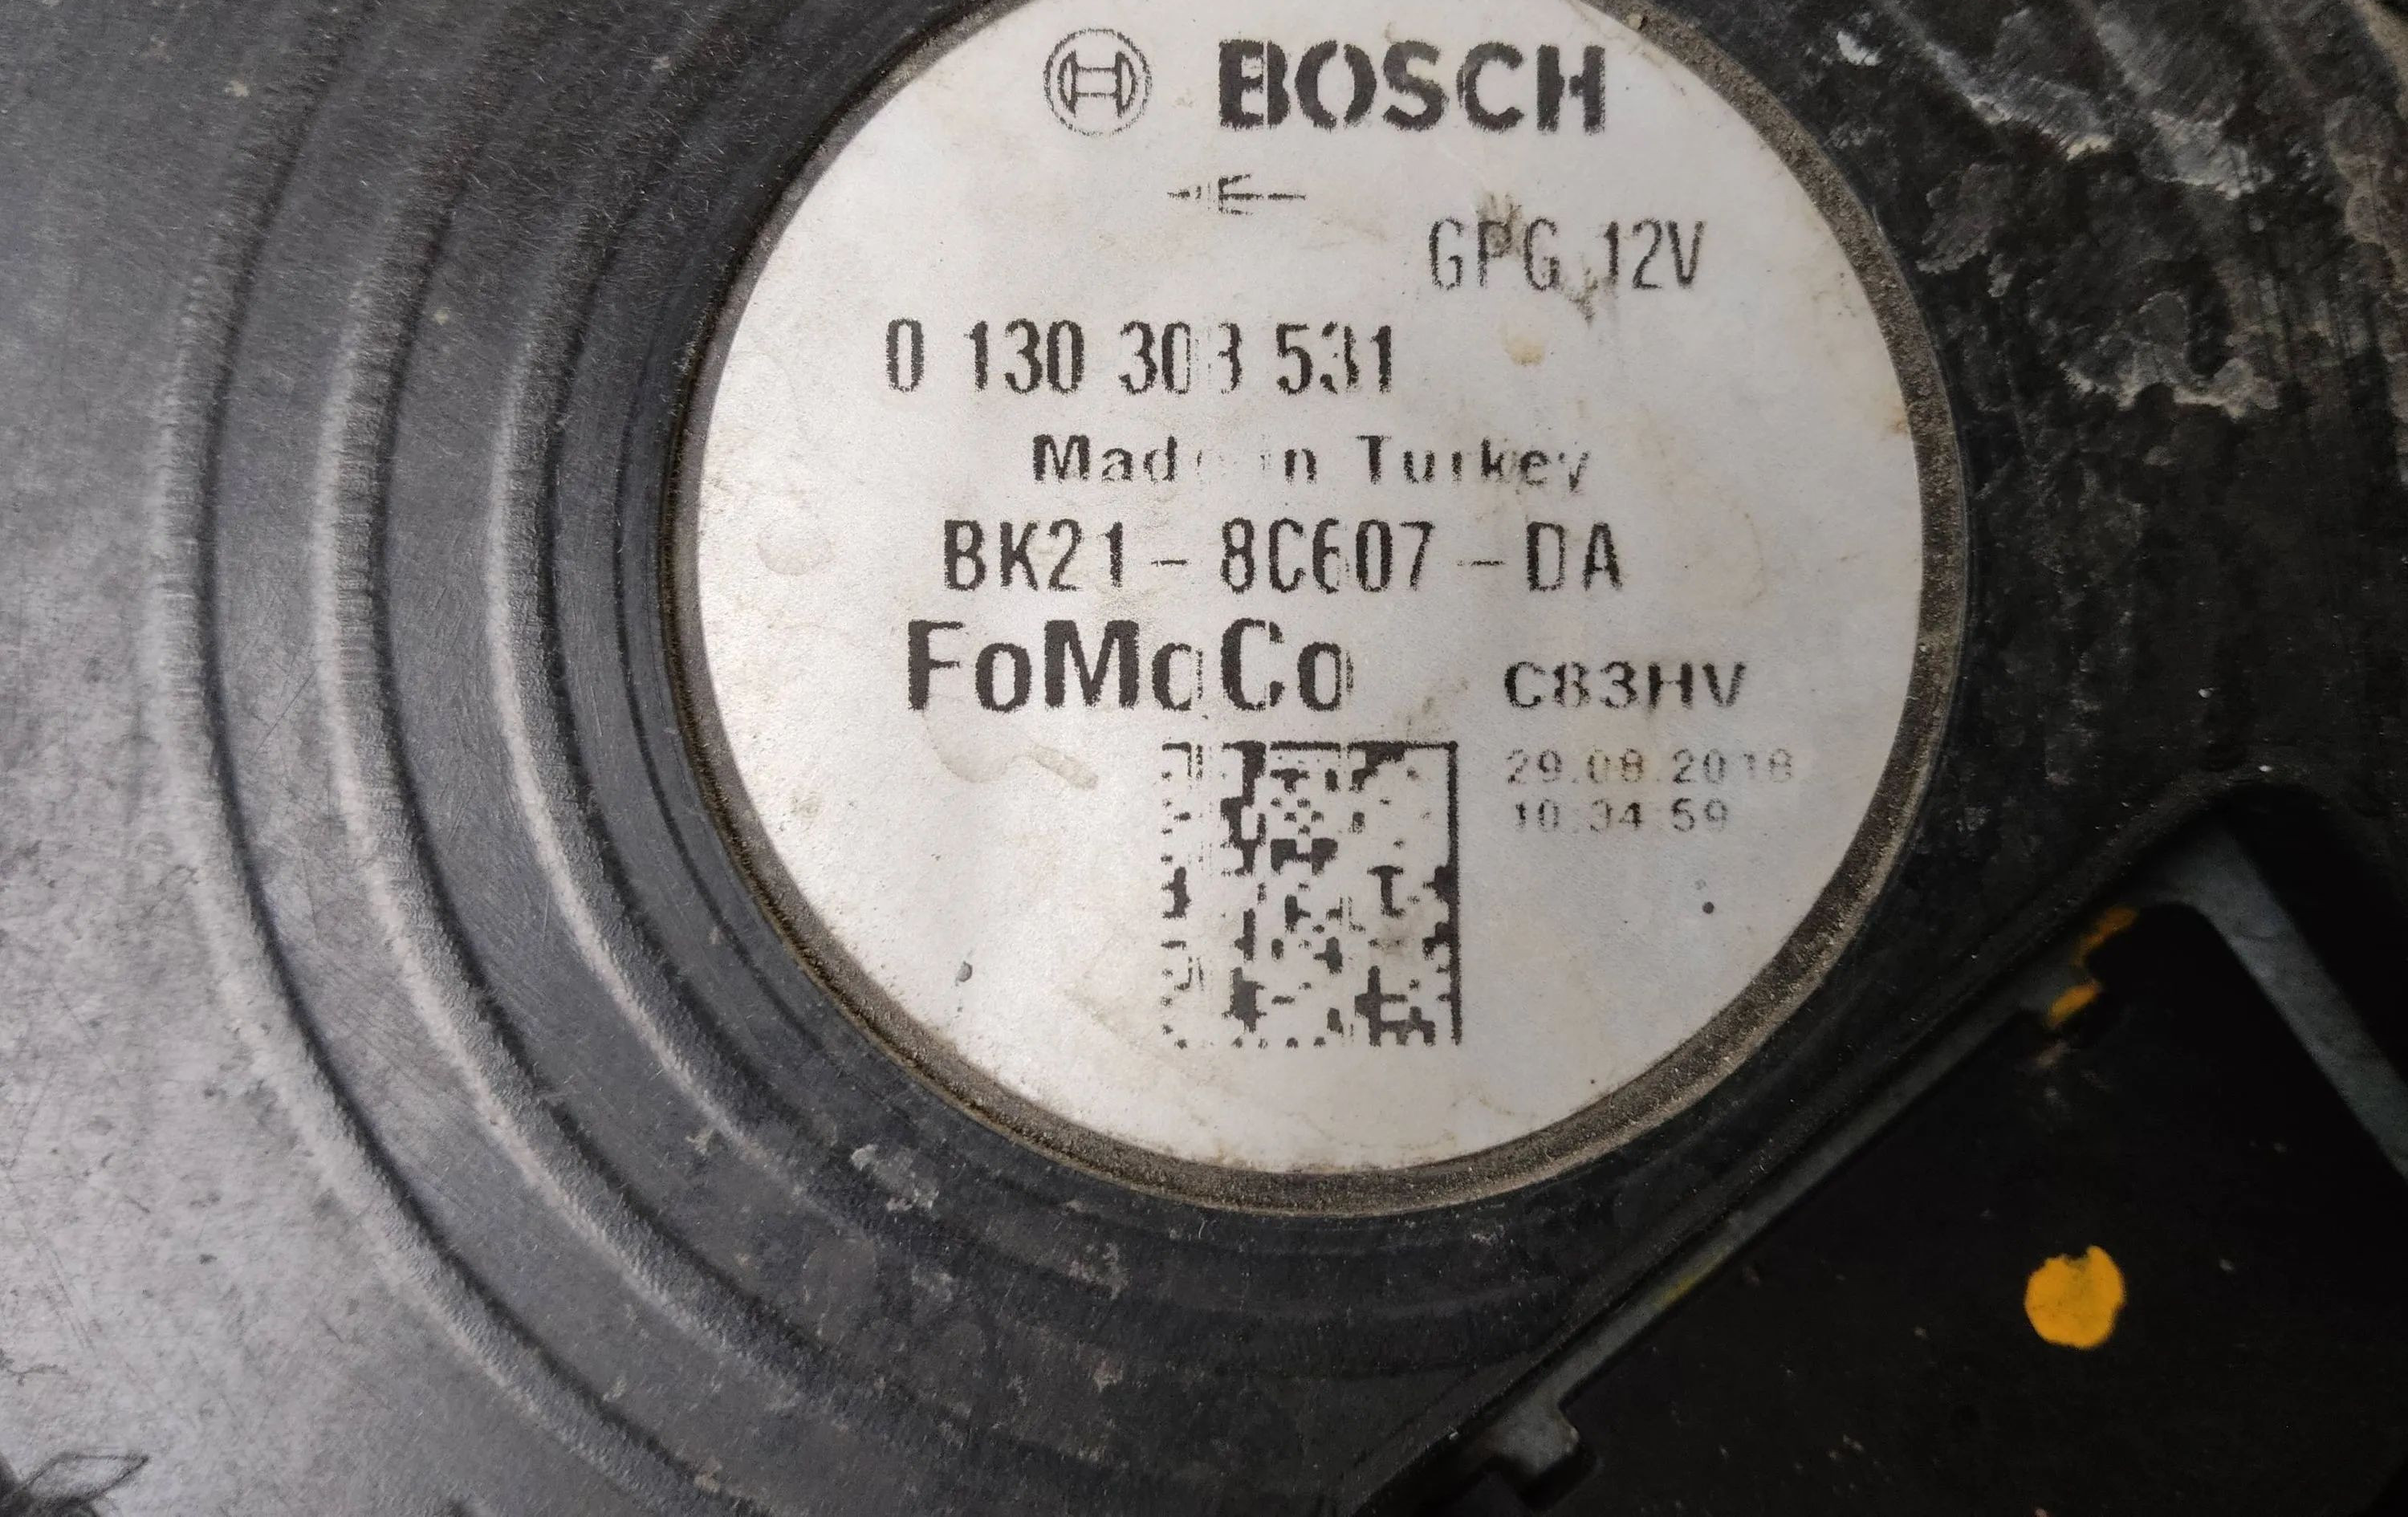 BOSCH
GPG 12V
0 130 303 531
Made in Turkey
BK21-8C607-DA
FoMoCo C83HV
29.08.2018
10:34:59